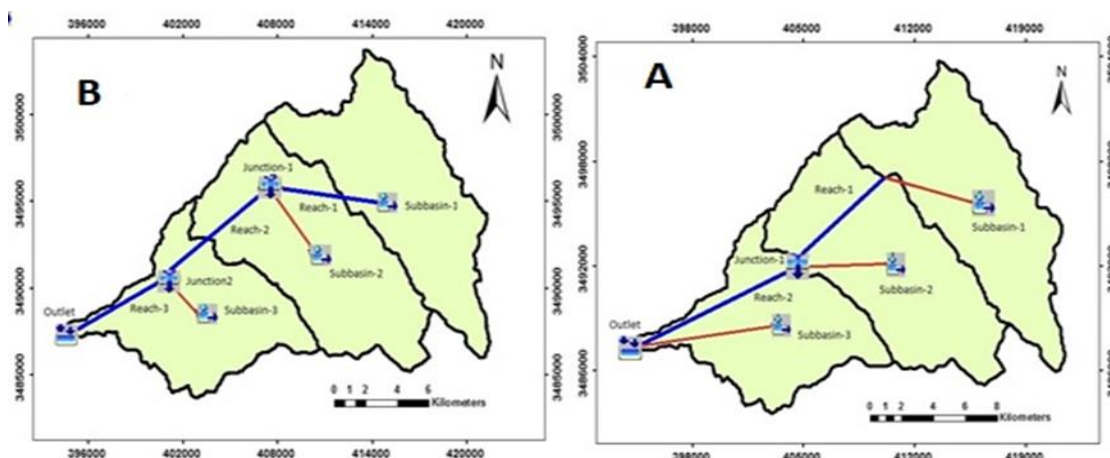 396000 402000 408000 414000 420000
B
N
3500000
3495000
3490000
3485000
Junction-1
Reach-1
Subbasin-1
Reach-2
Subbasin-2
Junction2
Outlet
Reach-3
Subbasin-3
0 1 2 4 6
Kilometers
396000 402000 408000 414000 420000
398000 405000 412000 419000
A
N
3504000
3498000
3492000
3486000
Reach-1
Subbasin-1
Junction-1
Subbasin-2
Reach-2
Outlet
Subbasin-3
0 1 2 4 6 8
Kilometers
398000 405000 412000 419000